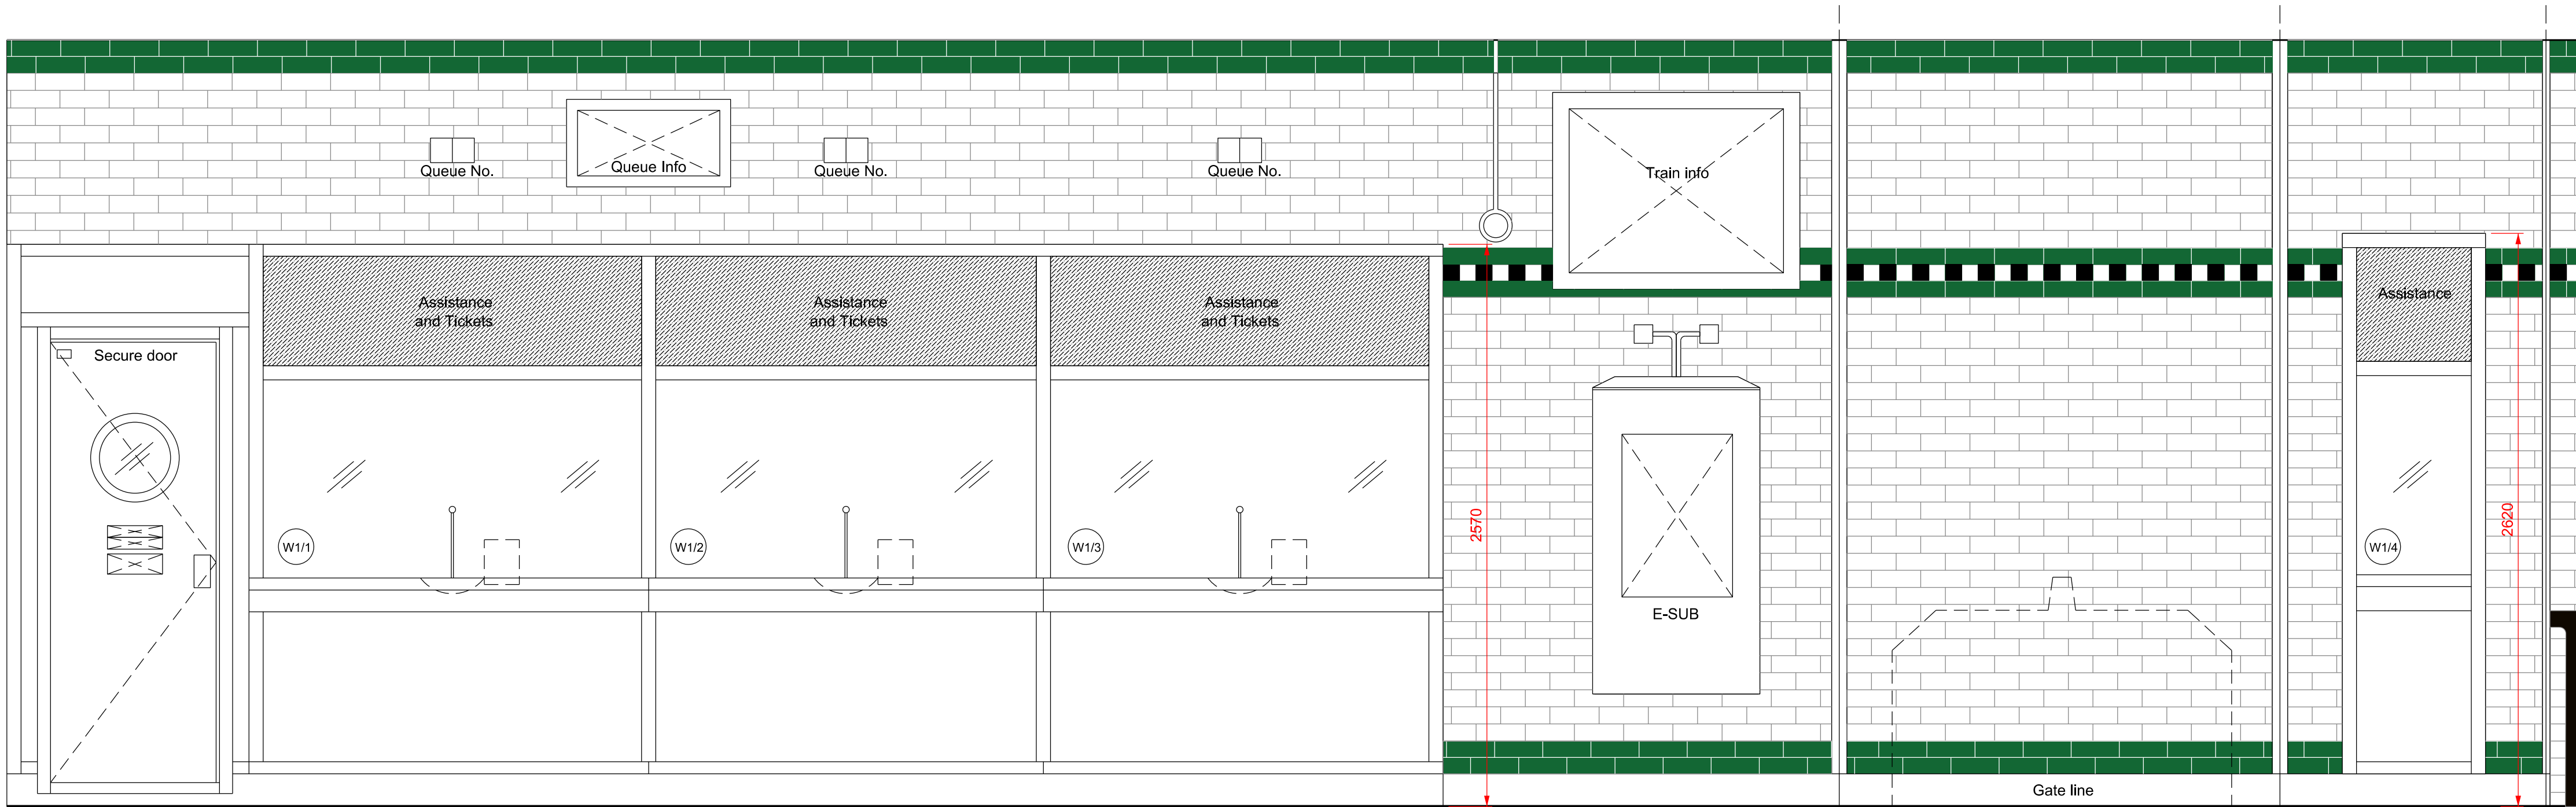 Queue No.
Queue Info
Queue No.
Queue No.
Train info
Assistance
and Tickets
Assistance
and Tickets
Assistance
and Tickets
Assistance
Secure door
W1/1
W1/2
W1/3
W1/4
2570
2620
E-SUB
Gate line